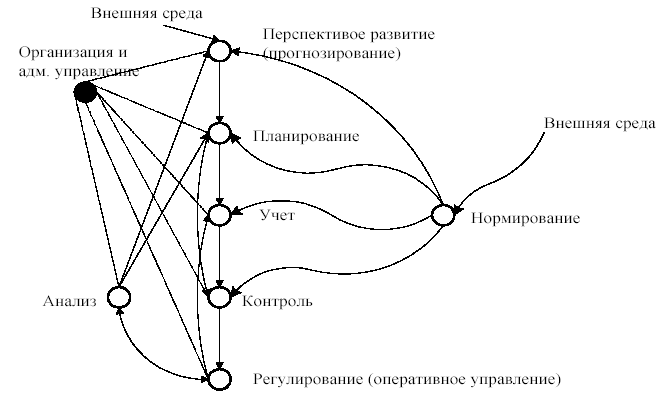 Внешняя среда
Перспективое развитие
(прогнозирование)
Организация и
адм. управление
Планирование
Внешняя среда
Учет
Нормирование
Анализ
Контроль
Регулирование (оперативное управление)